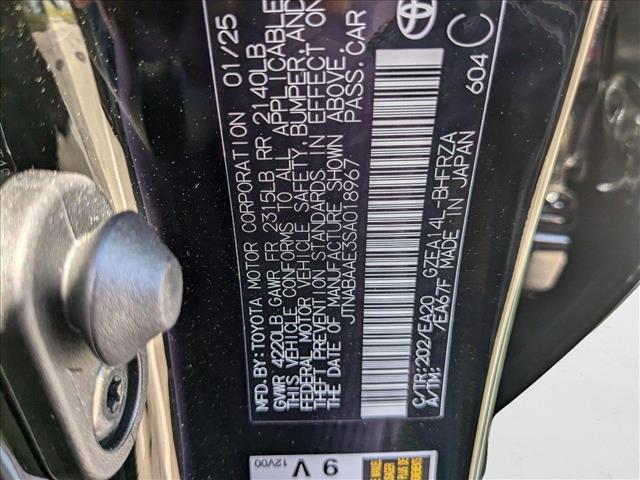 MFD.BY:TOYOTA MOTOR CORPORATION 01/25
GVWR 4220LB GAWR FR 2315LB RR 2140LB
THIS VEHICLE CONFORMS TO ALL APPLICABLE
FEDERAL MOTOR VEHICLE SAFETY, BUMPER, AND
THEFT PREVENTION STANDARDS IN EFFECT ON
THE DATE OF MANUFACTURE SHOWN ABOVE.
JTNABAAE3SA018967 PASS.CAR
C/TR:202/EA20 GZEA14L-BHFRZA
A/TM: /EA67F MADE IN JAPAN
604 C
9 V
12V00